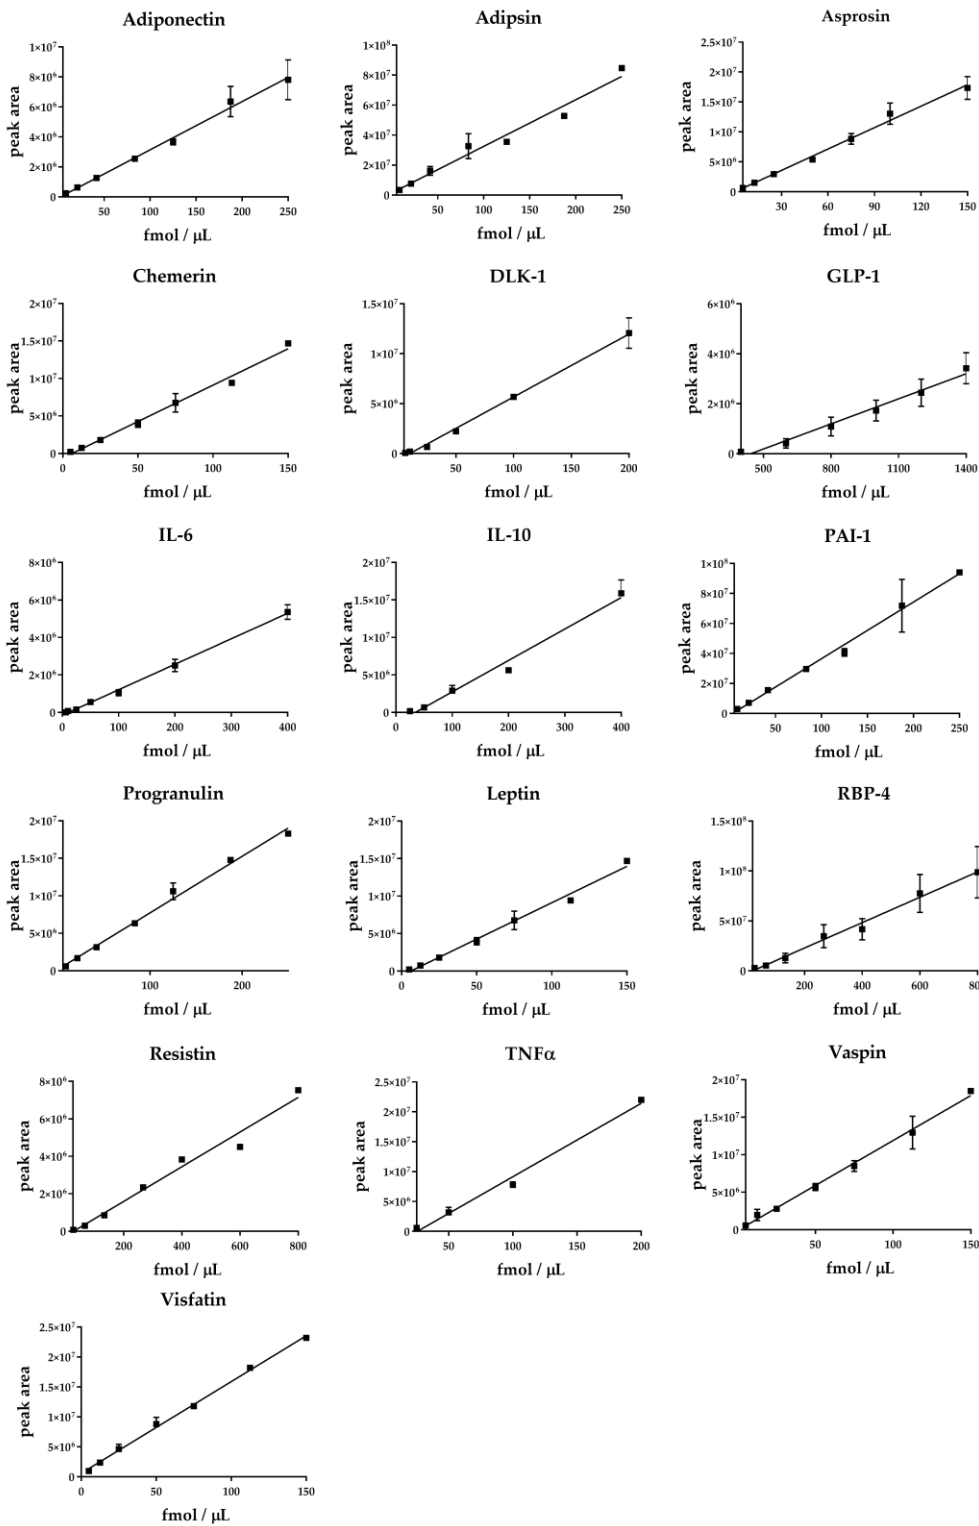 Adiponectin Adipsin Asprosin
1×10⁷ 8×10⁶ 6×10⁶ 4×10⁶ 2×10⁶ 0
peak area
50 100 150 200 250
fmol / μL
1×10⁸ 8×10⁷ 6×10⁷ 4×10⁷ 2×10⁷ 0
peak area
50 100 150 200 250
fmol / μL
2.5×10⁷ 2×10⁷ 1.5×10⁷ 1×10⁷ 5×10⁶ 0
peak area
30 60 90 120 150
fmol / μL
Chemerin DLK-1 GLP-1
2×10⁷ 1.5×10⁷ 1×10⁷ 5×10⁶ 0
peak area
0 50 100 150
fmol / μL
1.5×10⁷ 1×10⁷ 5×10⁶ 0
peak area
50 100 150 200
fmol / μL
6×10⁶ 4×10⁶ 2×10⁶ 0
peak area
500 800 1100 1400
fmol / μL
IL-6 IL-10 PAI-1
8×10⁶ 6×10⁶ 4×10⁶ 2×10⁶ 0
peak area
0 100 200 300 400
fmol / μL
2×10⁷ 1.5×10⁷ 1×10⁷ 5×10⁶ 0
peak area
0 100 200 300 400
fmol / μL
1×10⁸ 8×10⁷ 6×10⁷ 4×10⁷ 2×10⁷ 0
peak area
50 100 150 200 250
fmol / μL
Progranulin Leptin RBP-4
2×10⁷ 1.5×10⁷ 1×10⁷ 5×10⁶ 0
peak area
100 200
fmol / μL
2×10⁷ 1.5×10⁷ 1×10⁷ 5×10⁶ 0
peak area
0 50 100 150
fmol / μL
1.5×10⁸ 1×10⁸ 5×10⁷ 0
peak area
200 400 600 800
fmol / μL
Resistin TNFα Vaspin
8×10⁶ 6×10⁶ 4×10⁶ 2×10⁶ 0
peak area
200 400 600 800
fmol / μL
2.5×10⁷ 2×10⁷ 1.5×10⁷ 1×10⁷ 5×10⁶ 0
peak area
50 100 150 200
fmol / μL
2×10⁷ 1.5×10⁷ 1×10⁷ 5×10⁶ 0
peak area
50 100 150
fmol / μL
Visfatin
2.5×10⁷ 2×10⁷ 1.5×10⁷ 1×10⁷ 5×10⁶ 0
peak area
0 50 100 150
fmol / μL